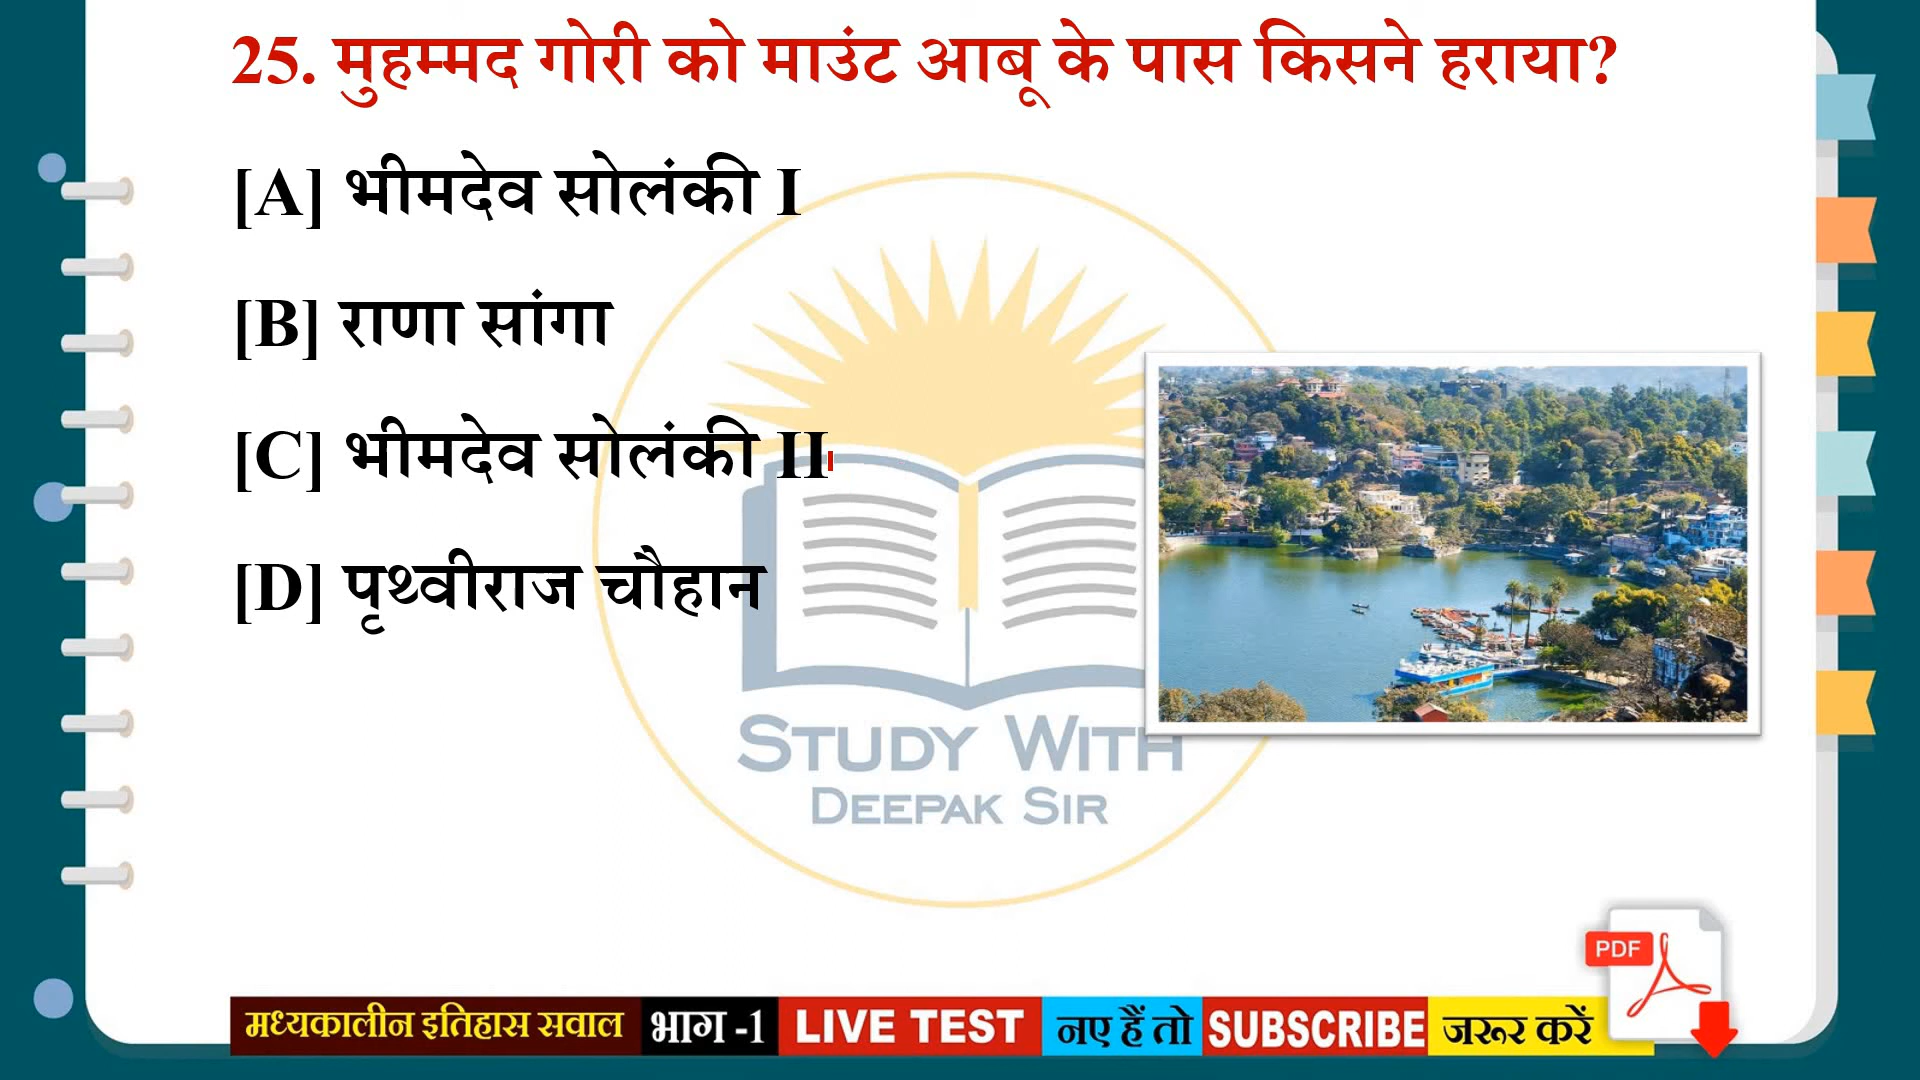 25. मुहम्मद गोरी को माउंट आबू के पास किसने हराया?
[A] भीमदेव सोलंकी I
[B] राणा सांगा
[C] भीमदेव सोलंकी II
[D] पृथ्वीराज चौहान
STUDY WITH
DEEPAK SIR
PDF
मध्यकालीन इतिहास सवाल भाग -1 LIVE TEST नए हैं तो SUBSCRIBE जरूर करें